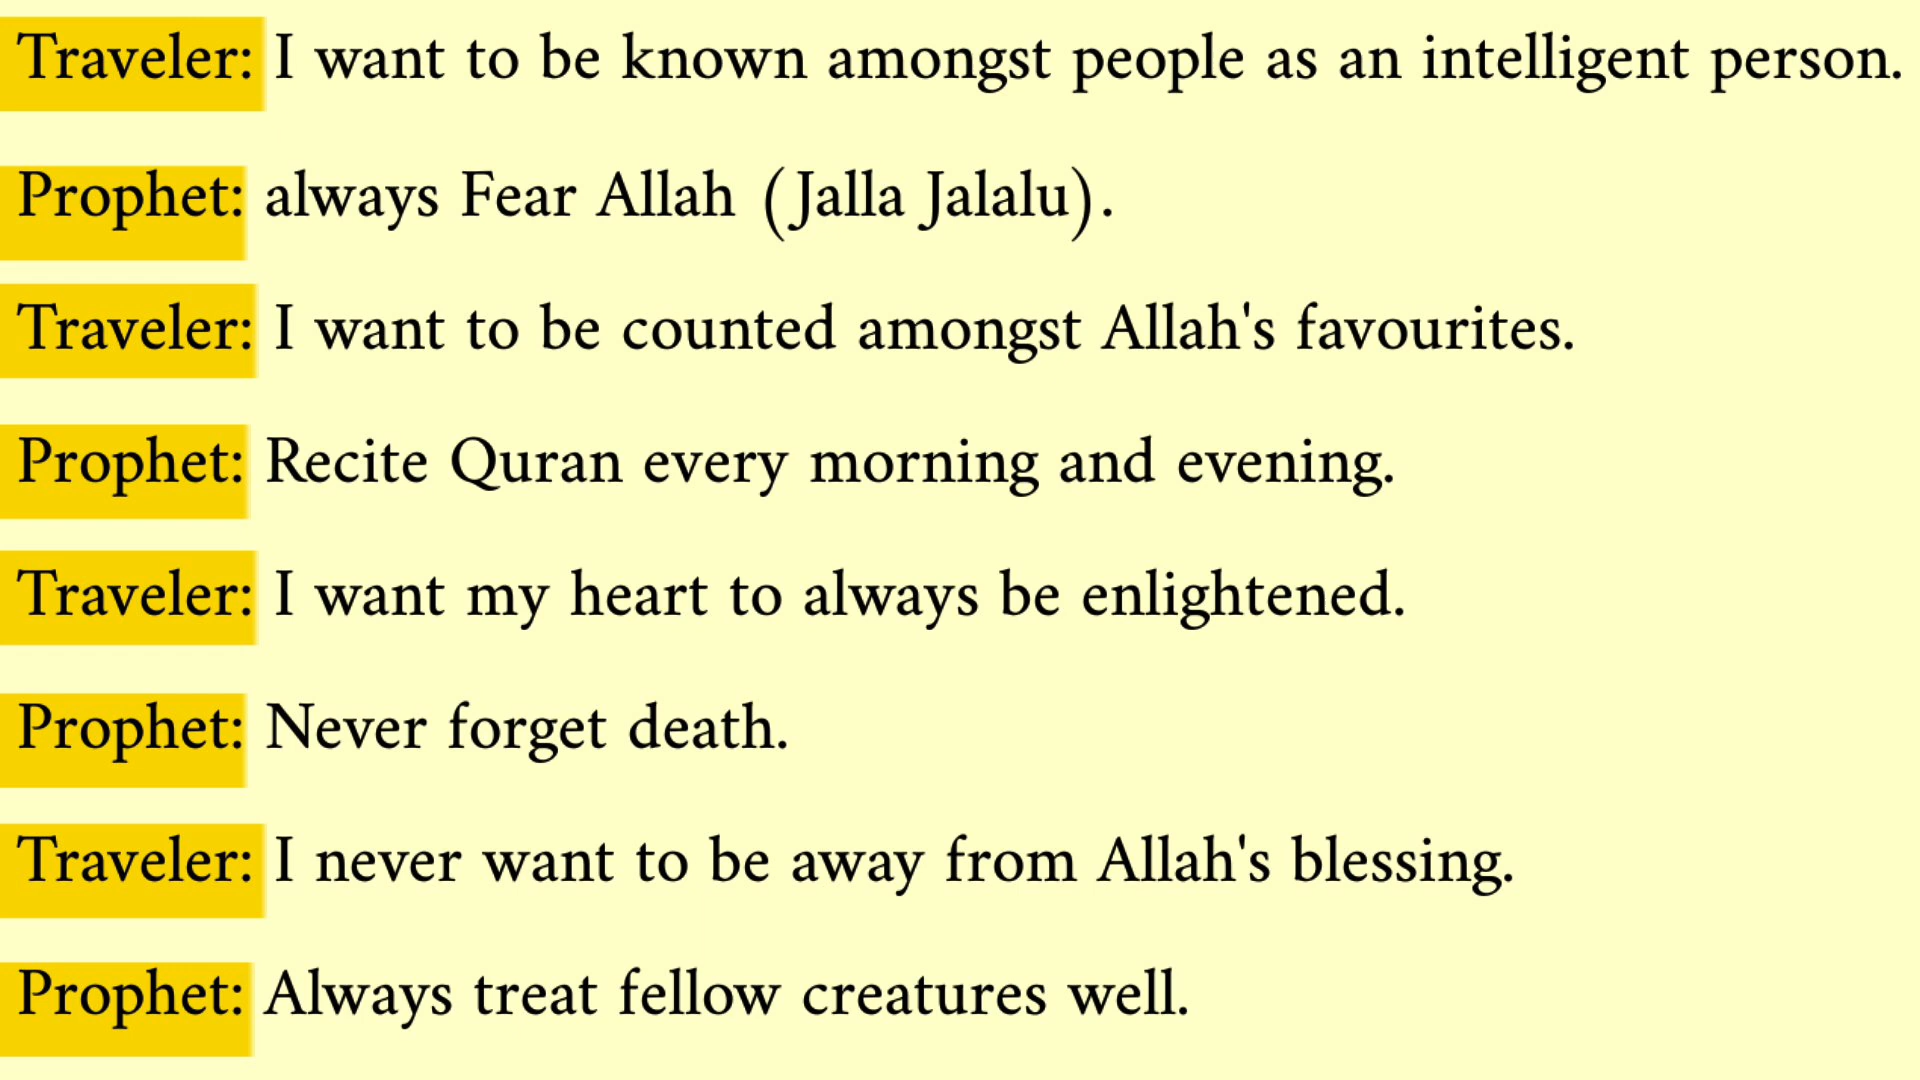 Traveler: I want to be known amongst people as an intelligent person.
Prophet: always Fear Allah (Jalla Jalalu).
Traveler: I want to be counted amongst Allah's favourites.
Prophet: Recite Quran every morning and evening.
Traveler: I want my heart to always be enlightened.
Prophet: Never forget death.
Traveler: I never want to be away from Allah's blessing.
Prophet: Always treat fellow creatures well.